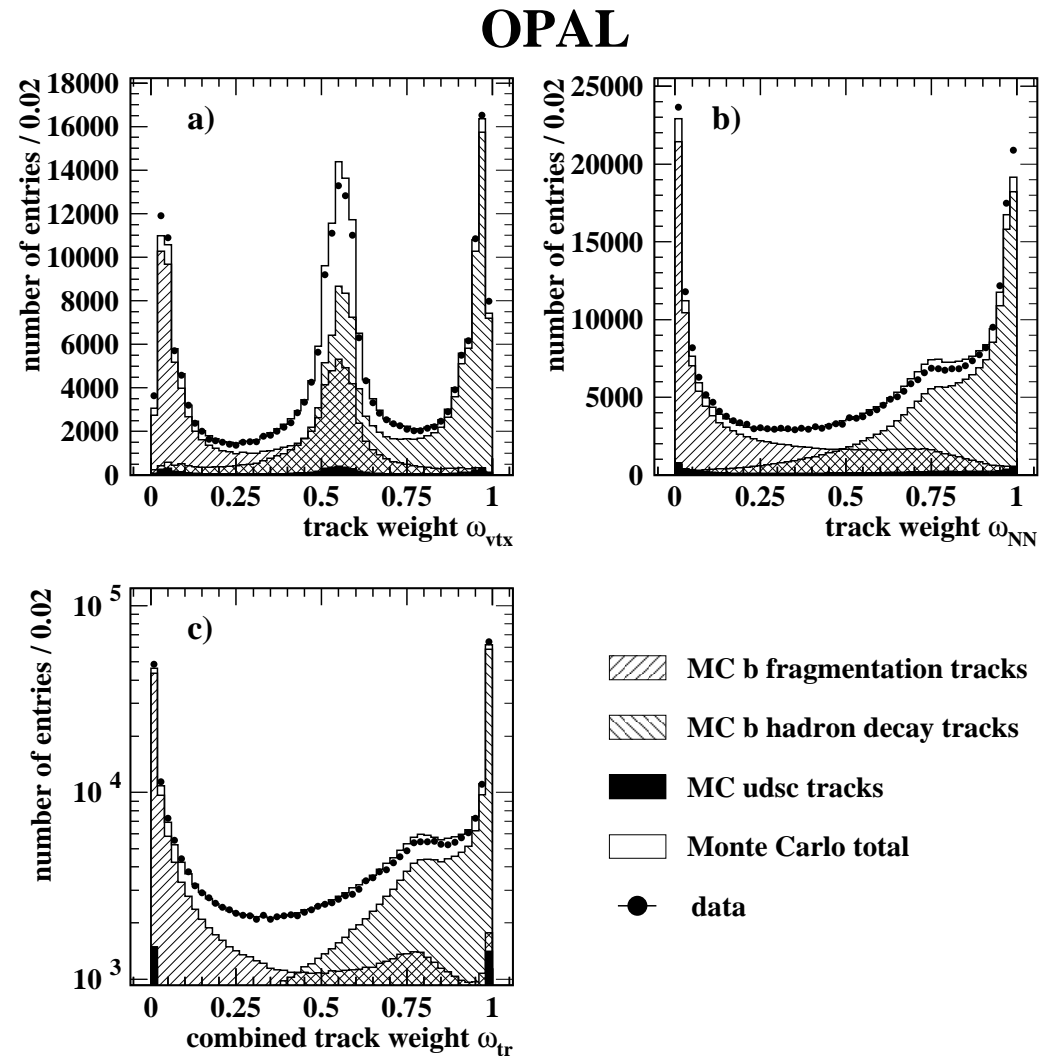 OPAL
number of entries / 0.02
18000
16000
14000
12000
10000
8000
6000
4000
2000
0
a)
0 0.25 0.5 0.75 1
track weight ωvtx
number of entries / 0.02
25000
20000
15000
10000
5000
0
b)
0 0.25 0.5 0.75 1
track weight ωNN
number of entries / 0.02
10 5
10 4
10 3
c)
0 0.25 0.5 0.75 1
combined track weight ωtr
MC b fragmentation tracks
MC b hadron decay tracks
MC udsc tracks
Monte Carlo total
data